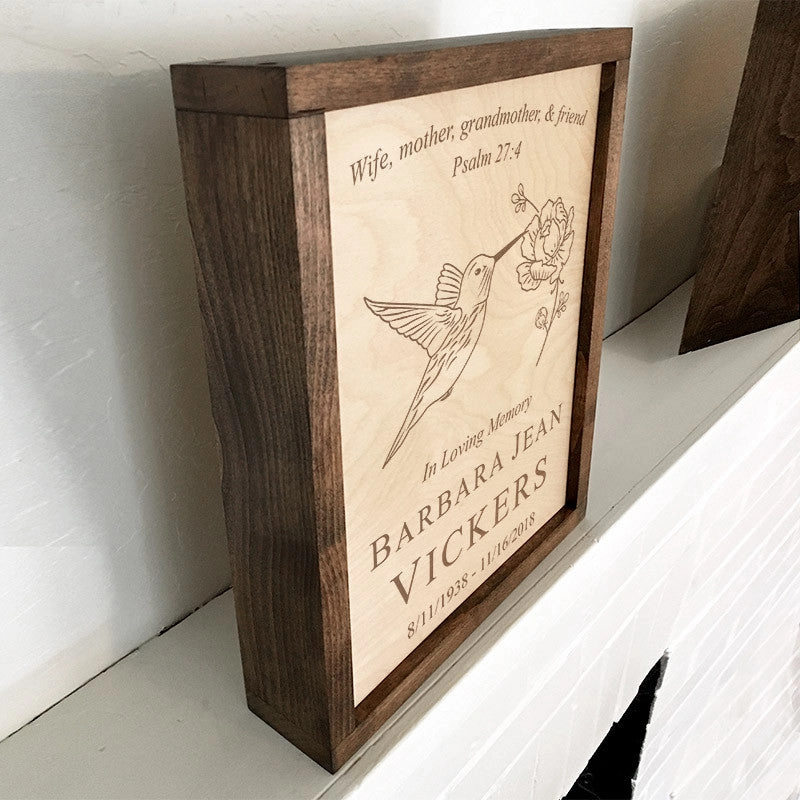 Wife, mother, grandmother, & friend
Psalm 27:4
In Loving Memory
BARBARA JEAN
VICKERS
8/11/1938 - 11/16/2018